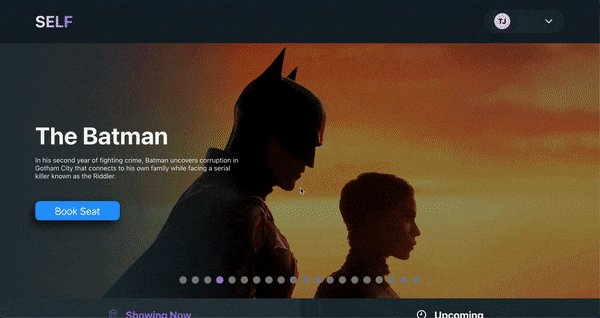 SELF
TJ
The Batman
In his second year of fighting crime, Batman uncovers corruption in
Gotham City that connects to his own family while facing a serial
killer known as the Riddler.
Book Seat
Showing Now
Upcoming